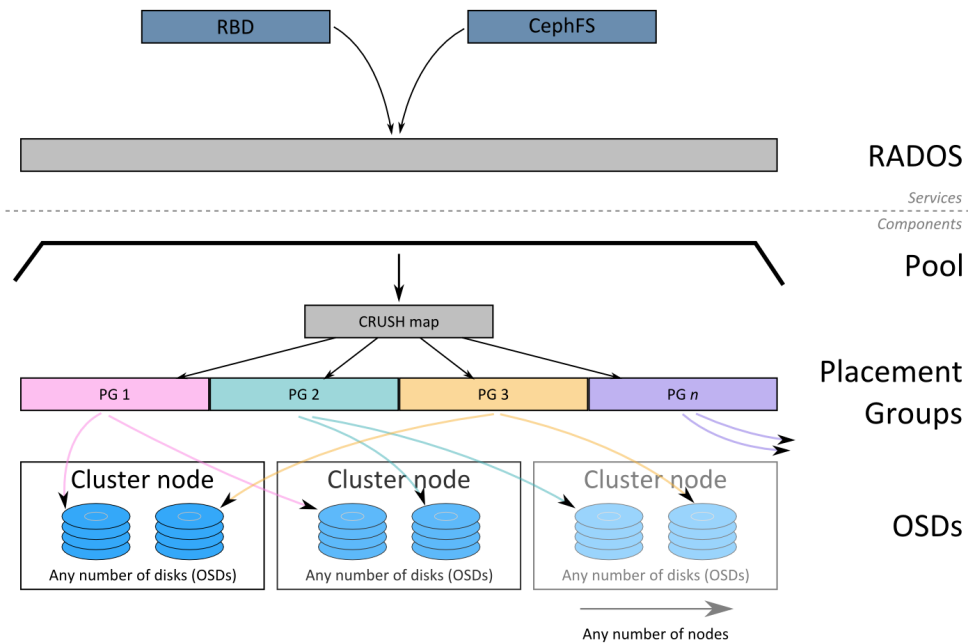 RBD
CephFS
RADOS
Services
Components
Pool
CRUSH map
Placement
Groups
PG 1
PG 2
PG 3
PG n
Cluster node
Cluster node
Cluster node
OSDs
Any number of disks (OSDs)
Any number of disks (OSDs)
Any number of disks (OSDs)
Any number of nodes